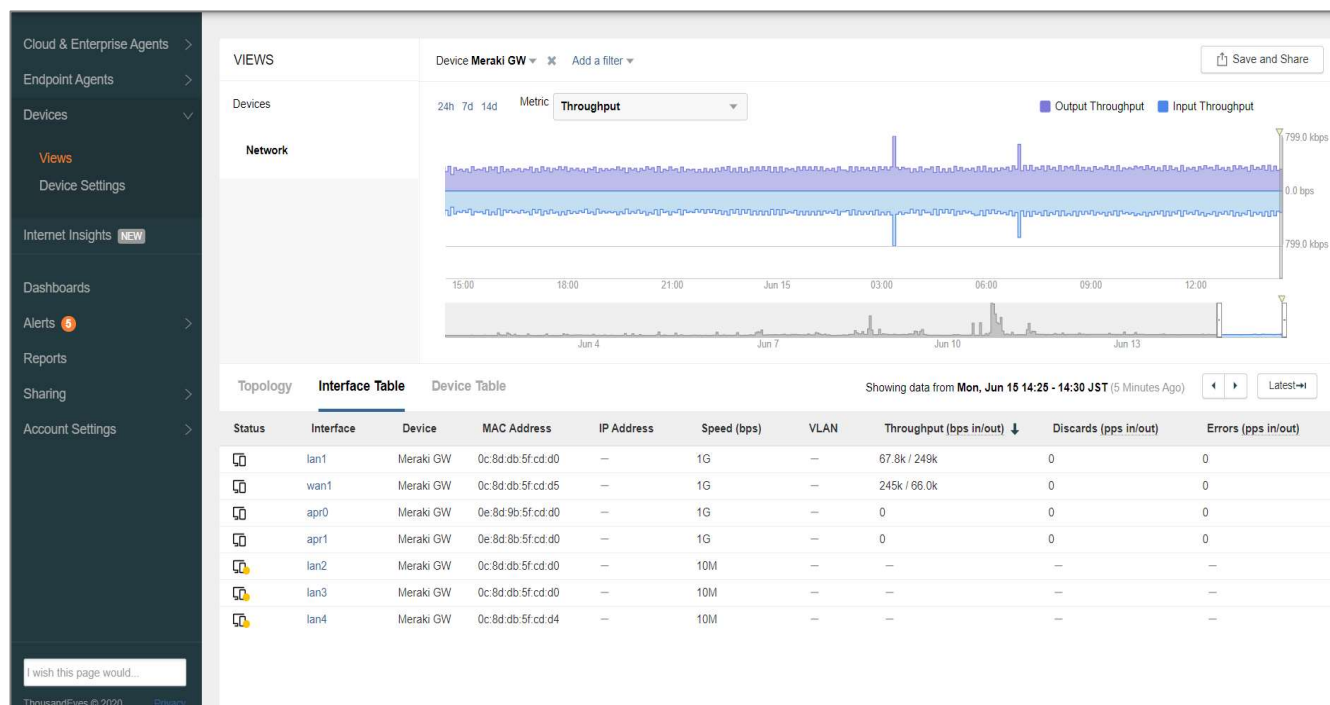 Cloud & Enterprise Agents
Endpoint Agents
Devices
Views
Device Settings
Internet Insights NEW
Dashboards
Alerts 5
Reports
Sharing
Account Settings
I wish this page would...
ThousandEyes © 2020 Privacy
VIEWS
Devices
Network
Device Meraki GW Add a filter
Save and Share
24h 7d 14d Metric Throughput
Output Throughput Input Throughput
799.0 kbps
0.0 bps
799.0 kbps
15:00 18:00 21:00 Jun 15 03:00 06:00 09:00 12:00
Jun 4 Jun 7 Jun 10 Jun 13
Topology Interface Table Device Table
Showing data from Mon, Jun 15 14:25 - 14:30 JST (5 Minutes Ago) Latest
Status Interface Device MAC Address IP Address Speed (bps) VLAN Throughput (bps in/out) Discards (pps in/out) Errors (pps in/out)
lan1 Meraki GW 0c:8d:db:5f:cd:d0 — 1G — 67.8k / 249k 0 0
wan1 Meraki GW 0c:8d:db:5f:cd:d5 — 1G — 245k / 66.0k 0 0
apr0 Meraki GW 0e:8d:9b:5f:cd:d0 — 1G — 0 0 0
apr1 Meraki GW 0e:8d:8b:5f:cd:d0 — 1G — 0 0 0
lan2 Meraki GW 0c:8d:db:5f:cd:d0 — 10M — — — —
lan3 Meraki GW 0c:8d:db:5f:cd:d0 — 10M — — — —
lan4 Meraki GW 0c:8d:db:5f:cd:d4 — 10M — — — —